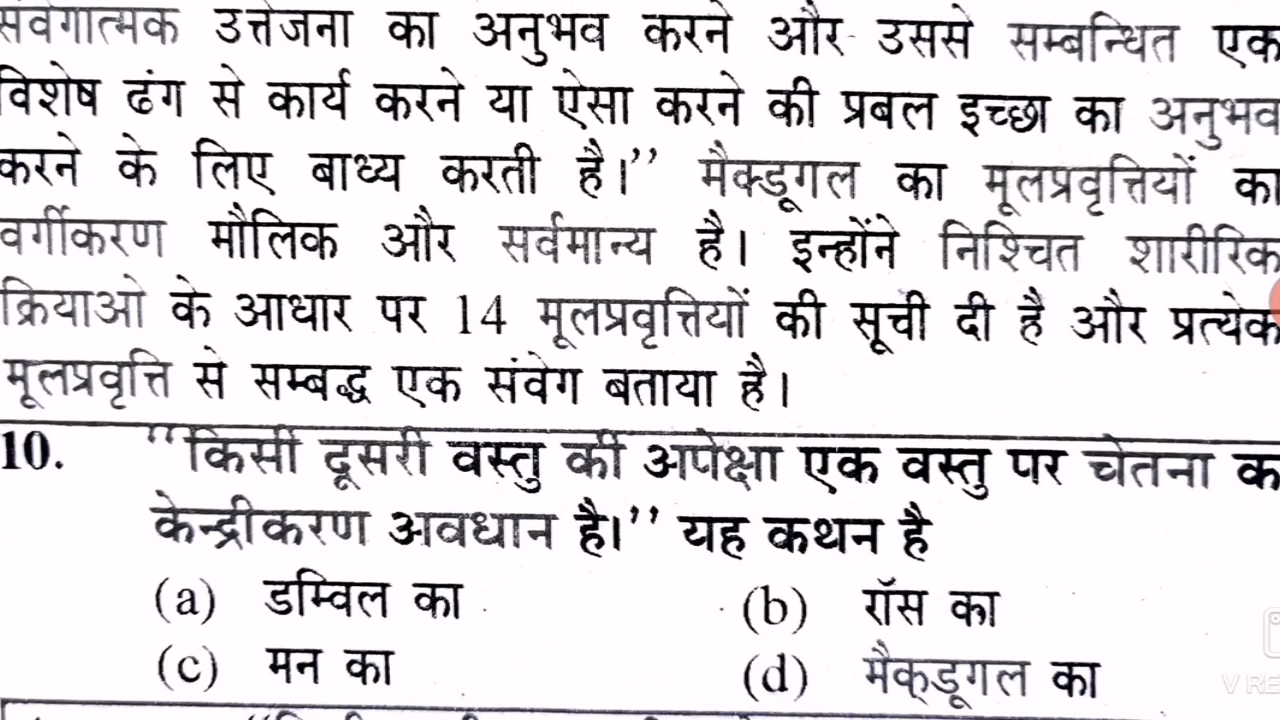 संवेगात्मक उत्तेजना का अनुभव करने और उससे सम्बन्धित एक
विशेष ढंग से कार्य करने या ऐसा करने की प्रबल इच्छा का अनुभव
करने के लिए बाध्य करती है।’’ मैक्डूगल का मूलप्रवृत्तियों का
वर्गीकरण मौलिक और सर्वमान्य है। इन्होंने निश्चित शारीरिक
क्रियाओ के आधार पर 14 मूलप्रवृत्तियों की सूची दी है और प्रत्येक
मूलप्रवृत्ति से सम्बद्ध एक संवेग बताया है।
10. ‘‘किसी दूसरी वस्तु की अपेक्षा एक वस्तु पर चेतना क
केन्द्रीकरण अवधान है।’’ यह कथन है
(a) डम्विल का (b) रॉस का
(c) मन का (d) मैक्डूगल का
V RE